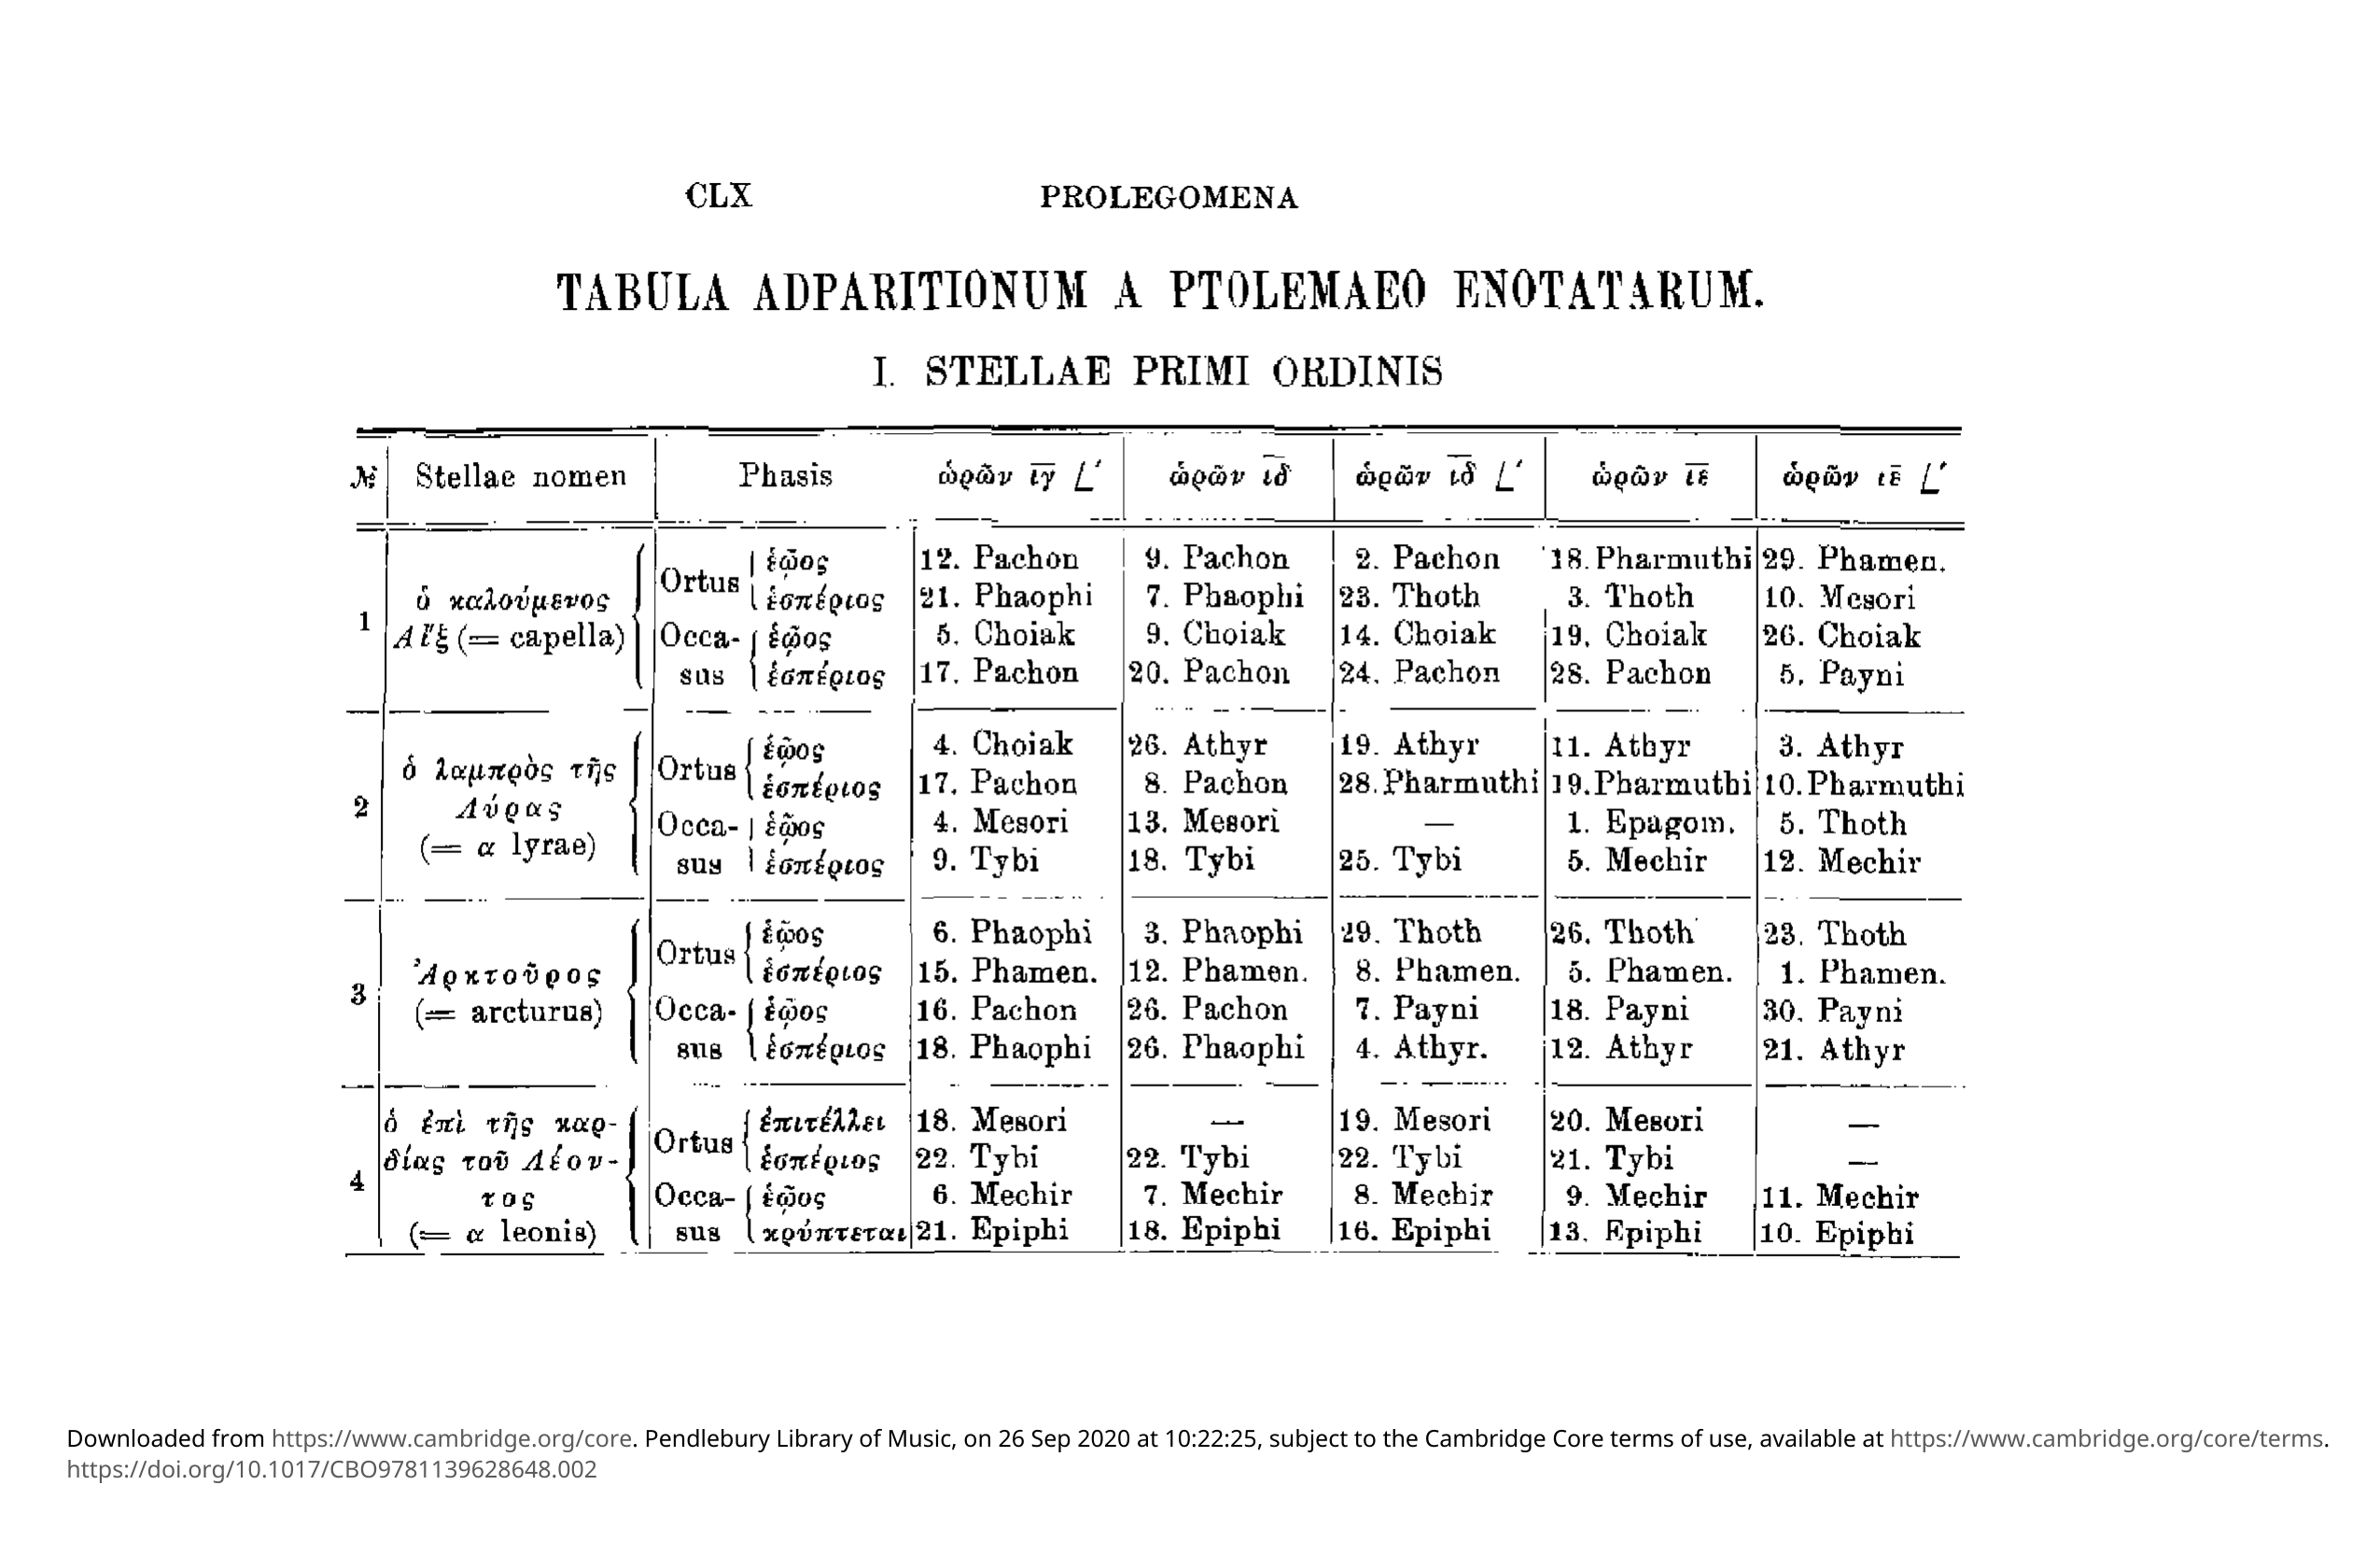 CLX PROLEGOMENA
TABULA ADPARITIONUM A PTOLEMAEO ENOTATARUM.
I. STELLAE PRIMI ORDINIS
№ Stellae nomen Phasis ὡρῶν ιγ ∠ʹ ὡρῶν ιδ ὡρῶν ιδ ∠ʹ ὡρῶν ιε ὡρῶν ιε ∠ʹ
1 ὁ καλούμενος Αἴξ (= capella)
Ortus ἑῷος 12. Pachon 9. Pachon 2. Pachon 18. Pharmuthi 29. Phamen.
ἑσπέριος 21. Phaophi 7. Phaophi 23. Thoth 3. Thoth 10. Mesori
Occa- ἑῷος 5. Choiak 9. Choiak 14. Choiak 19. Choiak 26. Choiak
sus ἑσπέριος 17. Pachon 20. Pachon 24. Pachon 28. Pachon 5. Payni
2 ὁ λαμπρὸς τῆς Λύρας (= α lyrae)
Ortus ἑῷος 4. Choiak 26. Athyr 19. Athyr 11. Athyr 3. Athyr
ἑσπέριος 17. Pachon 8. Pachon 28. Pharmuthi 19. Pharmuthi 10. Pharmuthi
Occa- ἑῷος 4. Mesori 13. Mesori — 1. Epagom. 5. Thoth
sus ἑσπέριος 9. Tybi 18. Tybi 25. Tybi 5. Mechir 12. Mechir
3 Ἀρκτοῦρος (= arcturus)
Ortus ἑῷος 6. Phaophi 3. Phaophi 29. Thoth 26. Thoth 23. Thoth
ἑσπέριος 15. Phamen. 12. Phamen. 8. Phamen. 5. Phamen. 1. Phamen.
Occa- ἑῷος 16. Pachon 26. Pachon 7. Payni 18. Payni 30. Payni
sus ἑσπέριος 18. Phaophi 26. Phaophi 4. Athyr. 12. Athyr 21. Athyr
4 ὁ ἐπὶ τῆς καρ-
δίας τοῦ Λέον-
τος
(= α leonis)
Ortus ἐπιτέλλει 18. Mesori — 19. Mesori 20. Mesori —
ἑσπέριος 22. Tybi 22. Tybi 22. Tybi 21. Tybi —
Occa- ἑῷος 6. Mechir 7. Mechir 8. Mechir 9. Mechir 11. Mechir
sus κρύπτεται 21. Epiphi 18. Epiphi 16. Epiphi 13. Epiphi 10. Epiphi
Downloaded from https://www.cambridge.org/core. Pendlebury Library of Music, on 26 Sep 2020 at 10:22:25, subject to the Cambridge Core terms of use, available at https://www.cambridge.org/core/terms.
https://doi.org/10.1017/CBO9781139628648.002